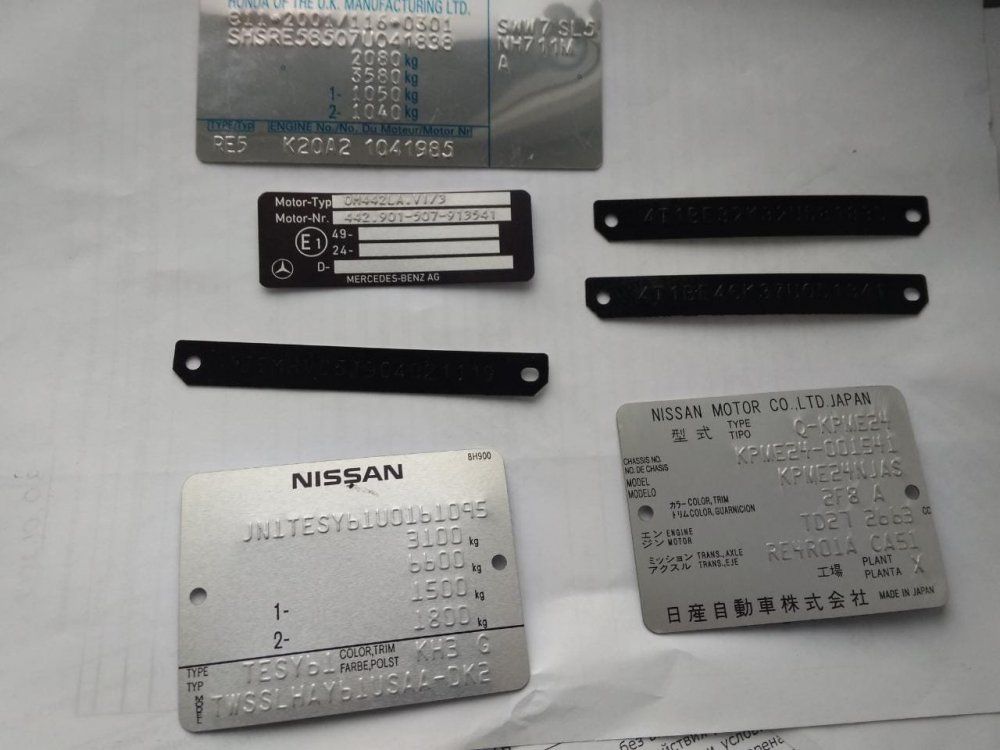 HONDA OF THE U.K. MANUFACTURING LTD.
SHSRE58507U041838
2080 kg
3580 kg
1- 1050 kg
2- 1040 kg
NH711M
A
TYPE/Typ ENGINE No./No. Du Moteur/Motor Nr
RE5 K20A2 1041985
Motor-Typ OM442LA.VI/3
Motor-Nr. 442.901-507-913541
E1
49-
24-
D-
MERCEDES-BENZ AG
8H900
NISSAN
JN1TESY61U0161095
3100 kg
6600 kg
1- 1500 kg
2- 1800 kg
TYPE
TYP
TESY61
COLOR,TRIM
FARBE,POLST
KH3 G
MODEL
TWSSLHAY61USAA-DK2
NISSAN MOTOR CO.,LTD.JAPAN
型式 TYPE
TIPO
Q-KPME24
CHASSIS NO.
NO. DE CHASIS
KPME24-001541
MODEL
MODELO
KPME24NJAS
カラー COLOR,TRIM
トリム COLOR, GUARNICION
2F8 A
エン ENGINE
ジン MOTOR
TD27 2663 CC
ミッション TRANS.,AXLE
アクスル TRANS.,EJE
RE4R01A CA51
工場 PLANT
PLANTA
X
日産自動車株式会社 MADE IN JAPAN